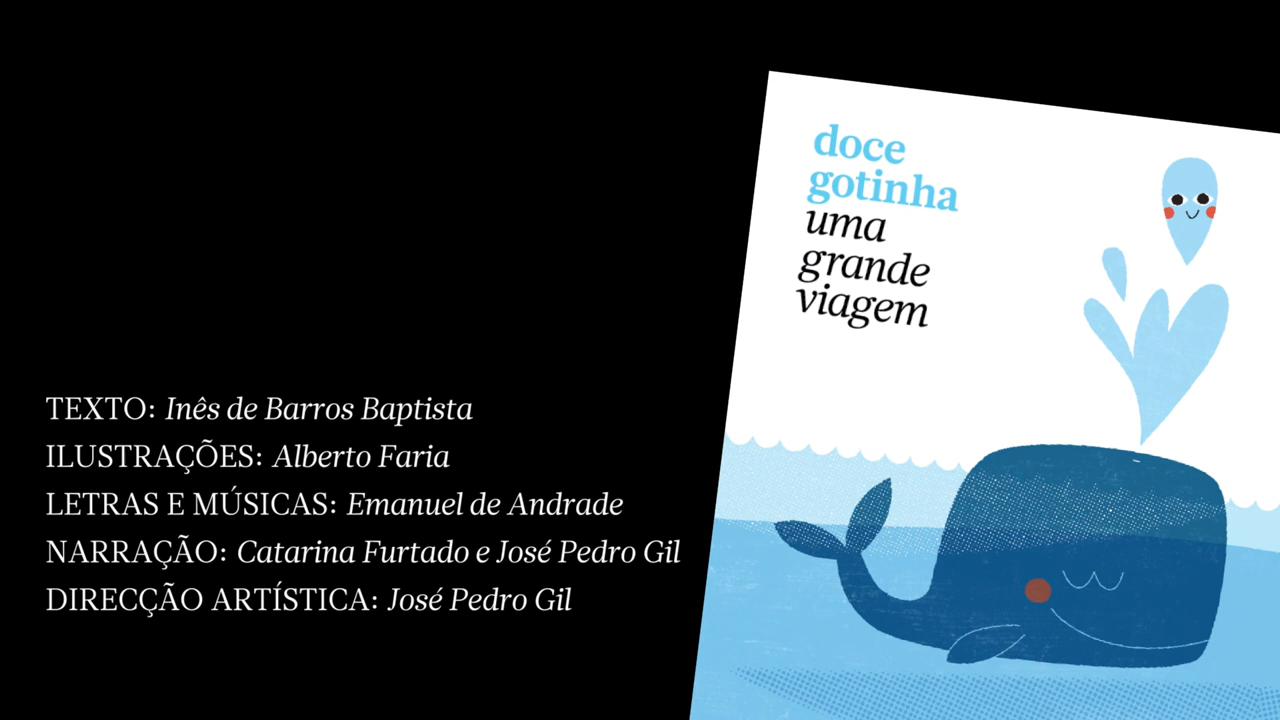 doce
gotinha
uma
grande
viagem
TEXTO: Inês de Barros Baptista
ILUSTRAÇÕES: Alberto Faria
LETRAS E MÚSICAS: Emanuel de Andrade
NARRAÇÃO: Catarina Furtado e José Pedro Gil
DIRECÇÃO ARTÍSTICA: José Pedro Gil